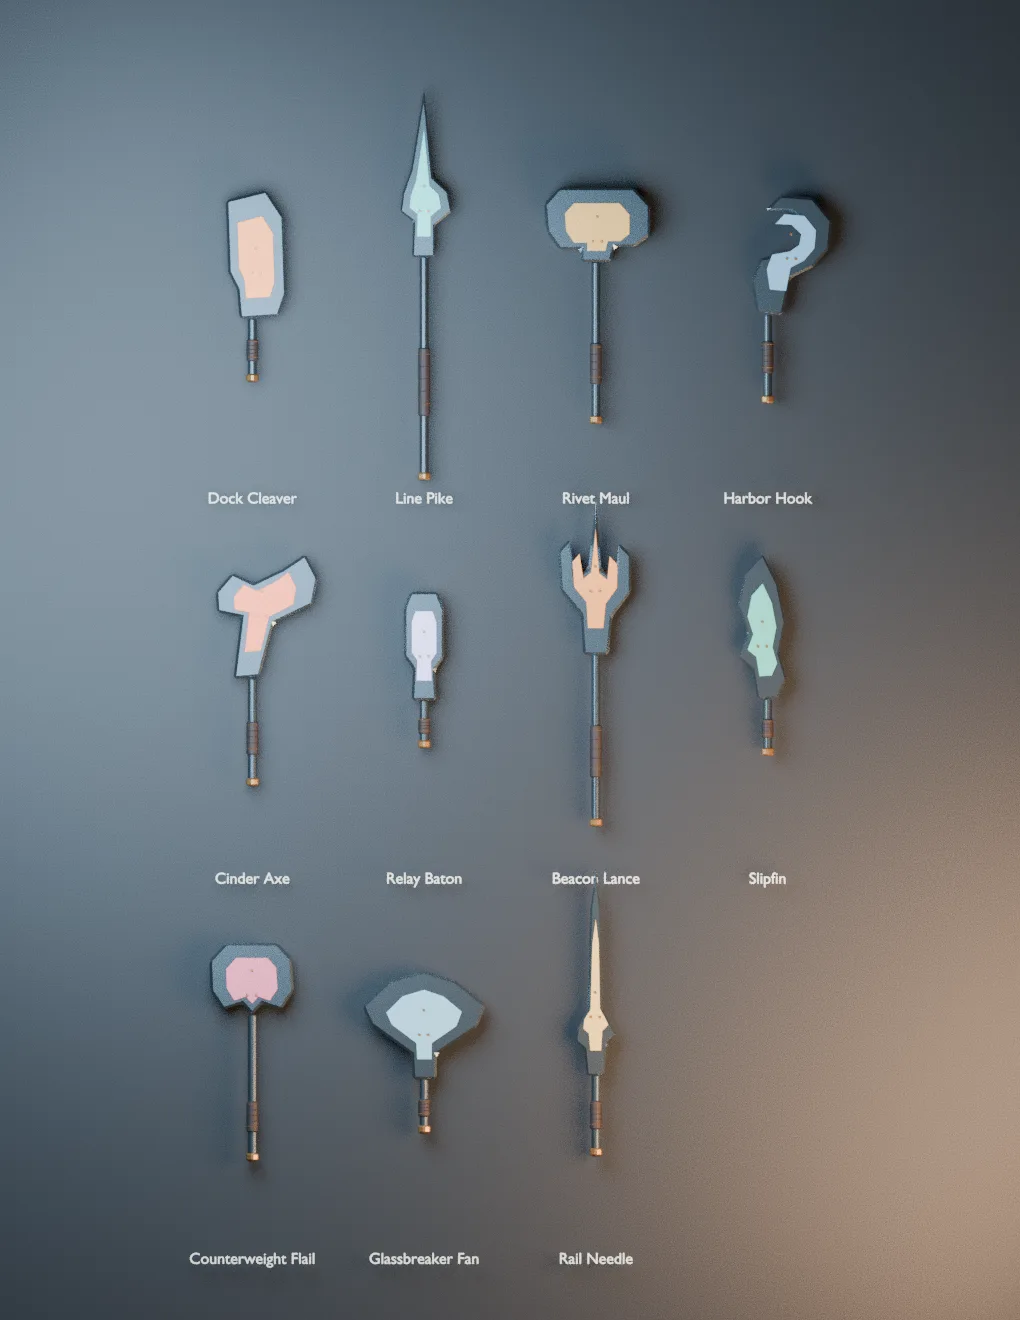 Dock Cleaver
Line Pike
Rivet Maul
Harbor Hook
Cinder Axe
Relay Baton
Beacon Lance
Slipfin
Counterweight Flail
Glassbreaker Fan
Rail Needle